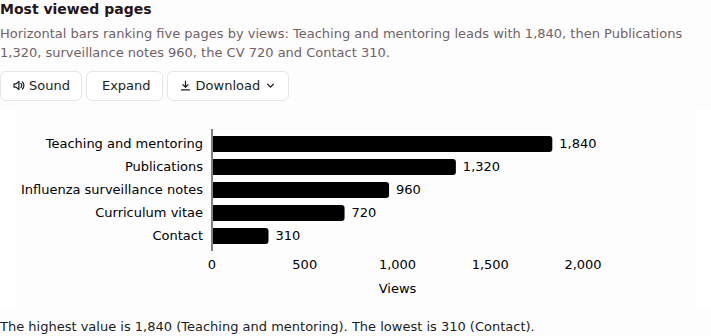 Most viewed pages
Horizontal bars ranking five pages by views: Teaching and mentoring leads with 1,840, then Publications
1,320, surveillance notes 960, the CV 720 and Contact 310.
Sound Expand Download
Teaching and mentoring 1,840
Publications 1,320
Influenza surveillance notes 960
Curriculum vitae 720
Contact 310
0 500 1,000 1,500 2,000
Views
The highest value is 1,840 (Teaching and mentoring). The lowest is 310 (Contact).